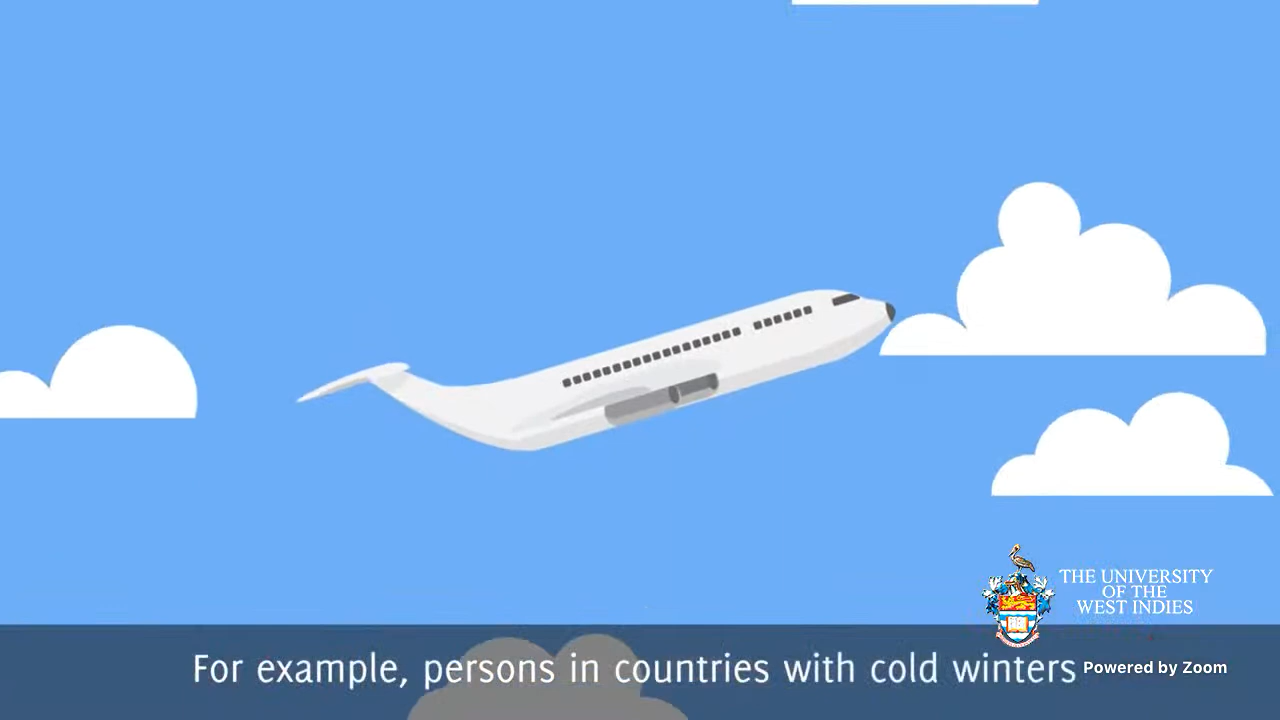 THE UNIVERSITY
OF THE
WEST INDIES
For example, persons in countries with cold winters
Powered by Zoom